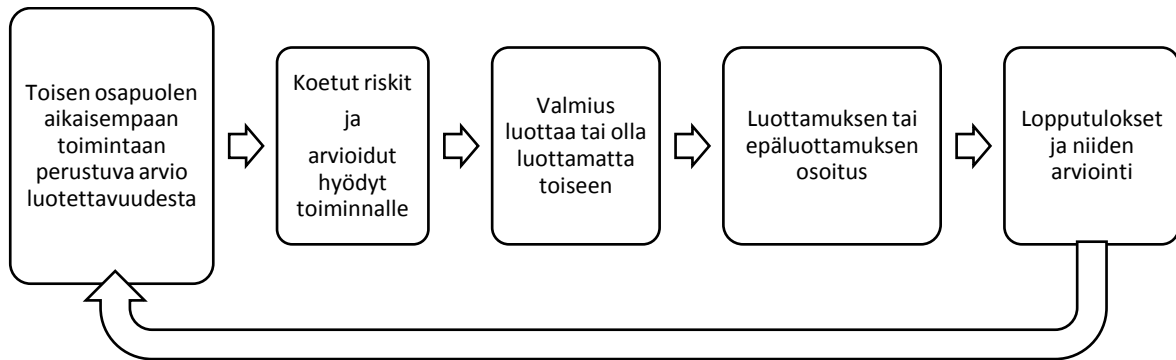 Toisen osapuolen
aikaisempaan
toimintaan
perustuva arvio
luotettavuudesta
Koetut riskit
ja
arvioidut
hyödyt
toiminnalle
Valmius
luottaa tai olla
luottamatta
toiseen
Luottamuksen tai
epäluottamuksen
osoitus
Lopputulokset
ja niiden
arviointi